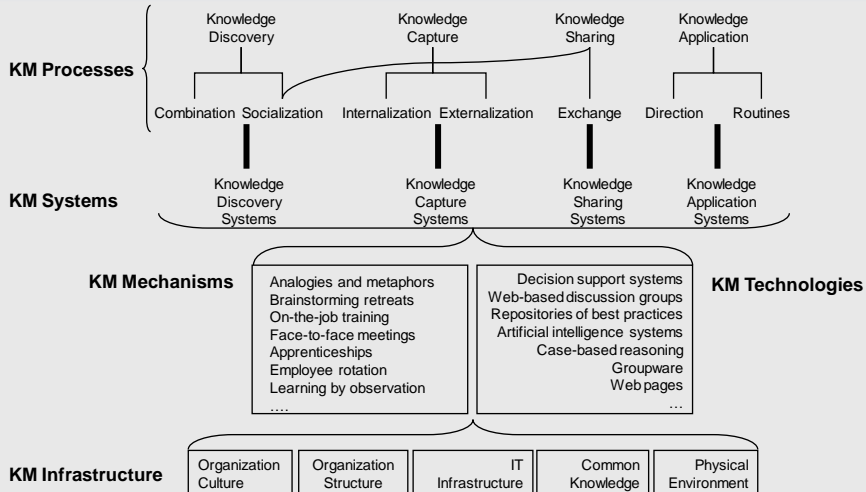 Knowledge Discovery
Knowledge Capture
Knowledge Sharing
Knowledge Application
KM Processes
Combination Socialization Internalization Externalization Exchange Direction Routines
KM Systems
Knowledge Discovery Systems
Knowledge Capture Systems
Knowledge Sharing Systems
Knowledge Application Systems
KM Mechanisms
Analogies and metaphors
Brainstorming retreats
On-the-job training
Face-to-face meetings
Apprenticeships
Employee rotation
Learning by observation
....
Decision support systems
Web-based discussion groups
Repositories of best practices
Artificial intelligence systems
Case-based reasoning
Groupware
Web pages
...
KM Technologies
KM Infrastructure
Organization Culture
Organization Structure
IT Infrastructure
Common Knowledge
Physical Environment